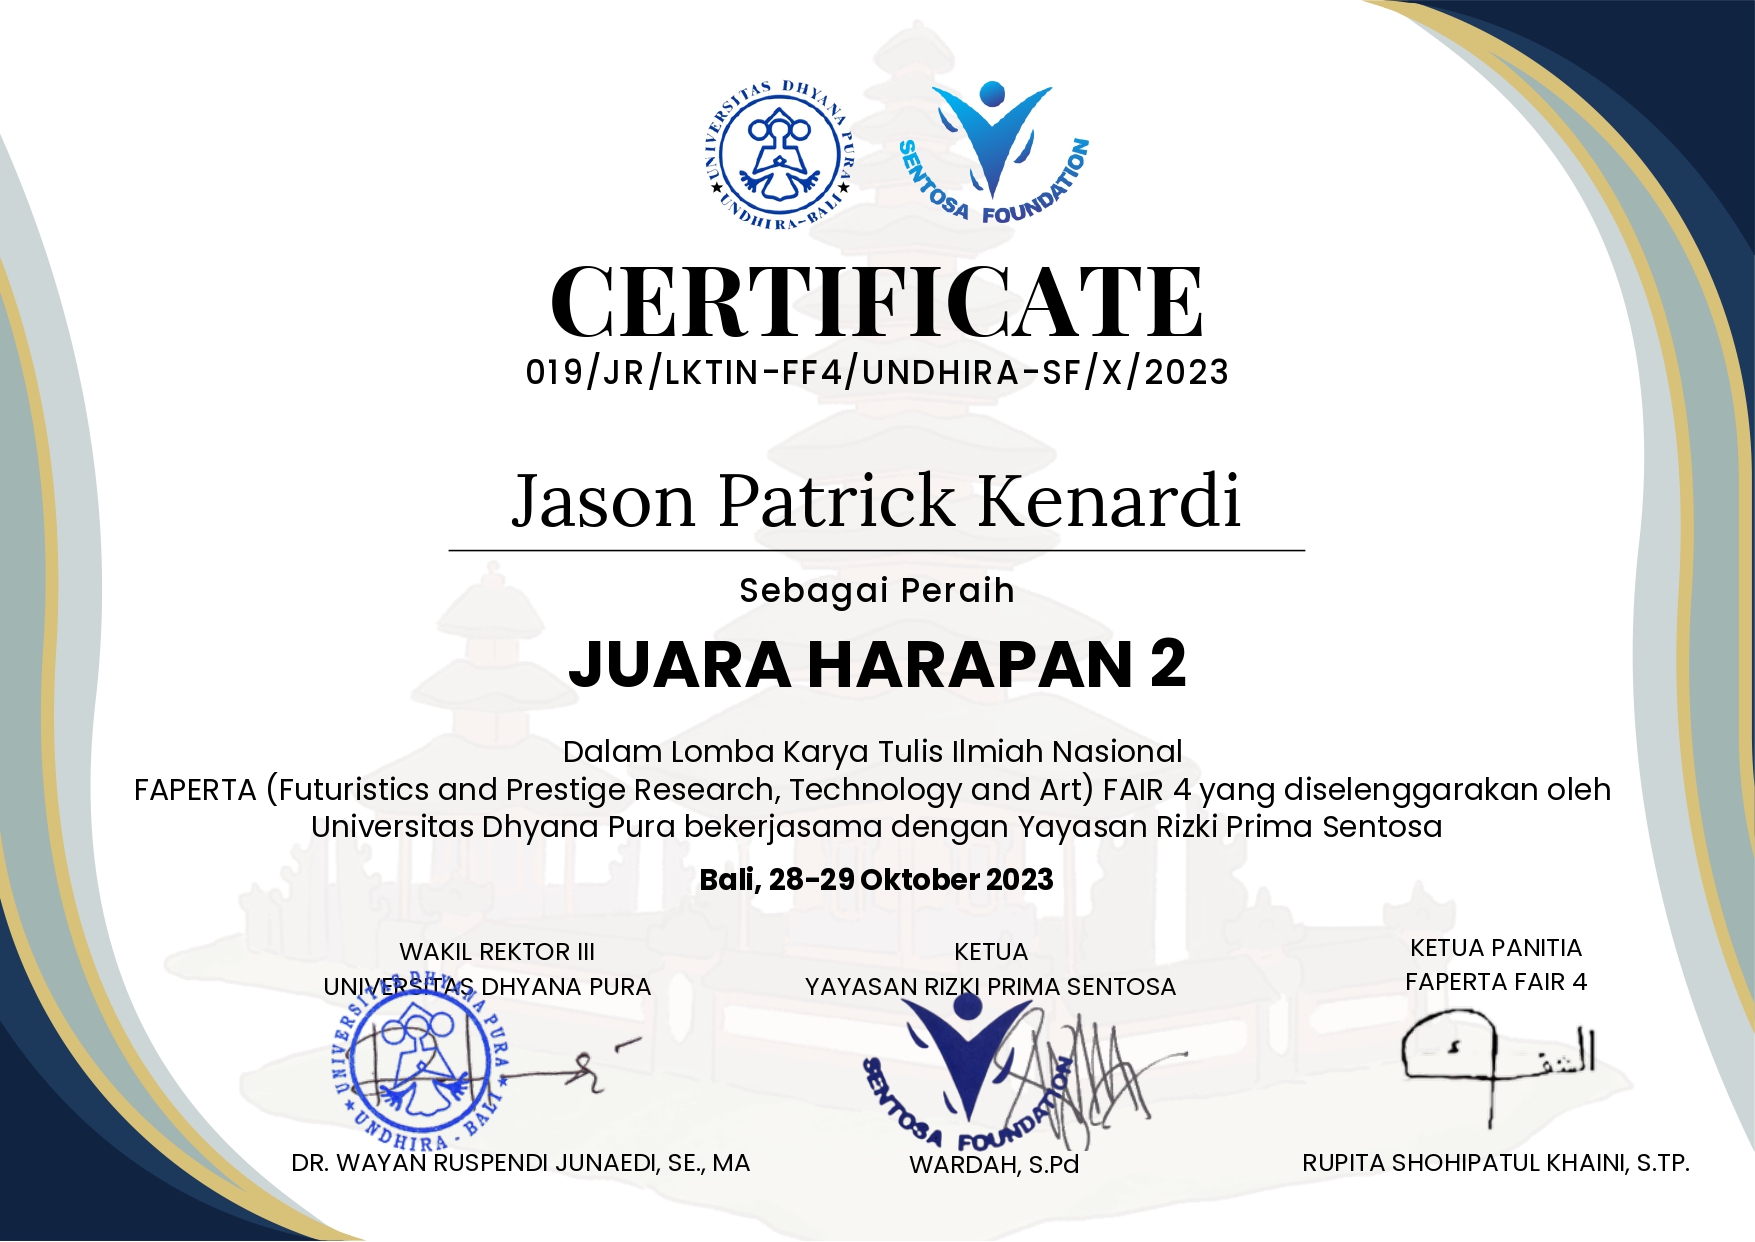 UNIVERSITAS DHYANA PURA
UNDHIRA-BALI
SENTOSA FOUNDATION
CERTIFICATE
019/JR/LKTIN-FF4/UNDHIRA-SF/X/2023
Jason Patrick Kenardi
Sebagai Peraih
JUARA HARAPAN 2
Dalam Lomba Karya Tulis Ilmiah Nasional
FAPERTA (Futuristics and Prestige Research, Technology and Art) FAIR 4 yang diselenggarakan oleh
Universitas Dhyana Pura bekerjasama dengan Yayasan Rizki Prima Sentosa
Bali, 28-29 Oktober 2023
WAKIL REKTOR III
UNIVERSITAS DHYANA PURA
UNIVERSITAS DHYANA PURA
UNDHIRA - BALI
DR. WAYAN RUSPENDI JUNAEDI, SE., MA
KETUA
YAYASAN RIZKI PRIMA SENTOSA
SENTOSA FOUNDATION
WARDAH, S.Pd
KETUA PANITIA
FAPERTA FAIR 4
RUPITA SHOHIPATUL KHAINI, S.TP.